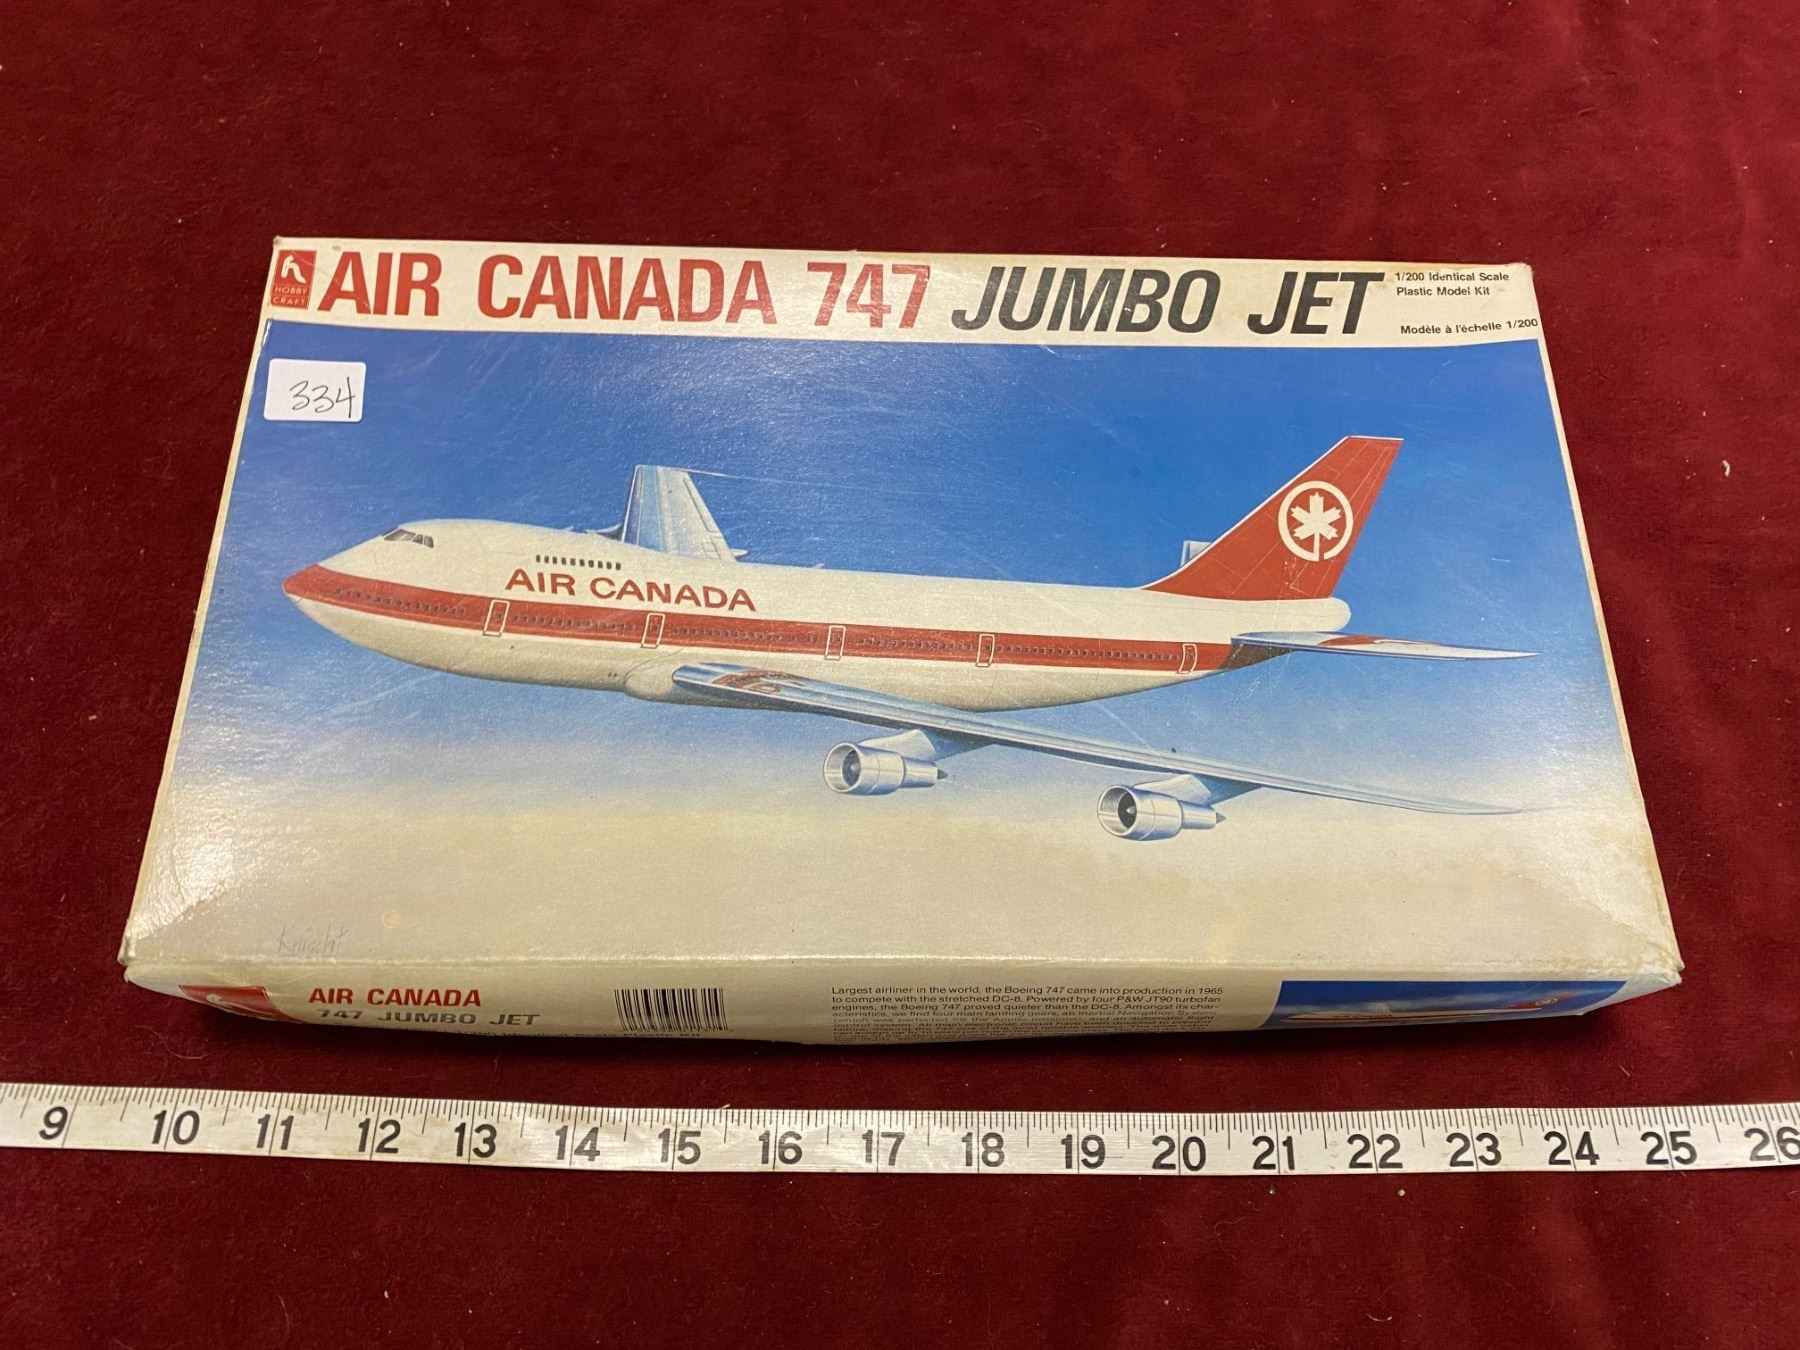 HOBBY
CRAFT
AIR CANADA 747 JUMBO JET
1/200 Identical Scale
Plastic Model Kit
Modèle à l'échelle 1/200
334
AIR CANADA
Knight
AIR CANADA
747 JUMBO JET
Largest airliner in the world, the Boeing 747 came into production in 1965
to compete with the stretched DC-8. Powered by four P&W JT90 turbofan
engines, the Boeing 747 proved quieter than the DC-8. Amongst its char-
acteristics, we find four main landing gears, an Inertial Navigation System
AIR CANADA
9 10 11 12 13 14 15 16 17 18 19 20 21 22 23 24 25 26